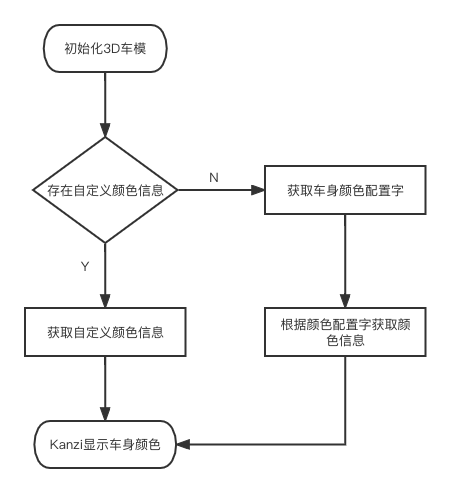 初始化3D车模
存在自定义颜色信息
N
获取车身颜色配置字
Y
获取自定义颜色信息
根据颜色配置字获取颜
色信息
Kanzi显示车身颜色